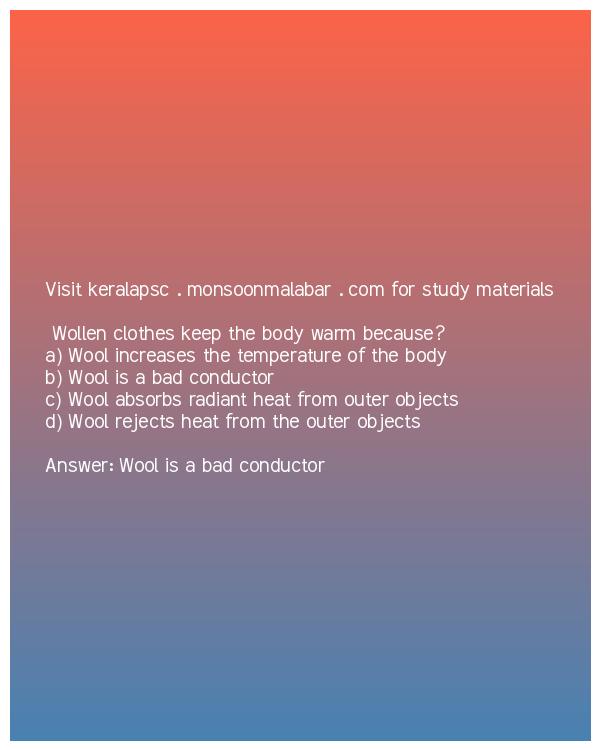 Visit keralapsc . monsoonmalabar . com for study materials
Wollen clothes keep the body warm because?
a) Wool increases the temperature of the body
b) Wool is a bad conductor
c) Wool absorbs radiant heat from outer objects
d) Wool rejects heat from the outer objects
Answer: Wool is a bad conductor